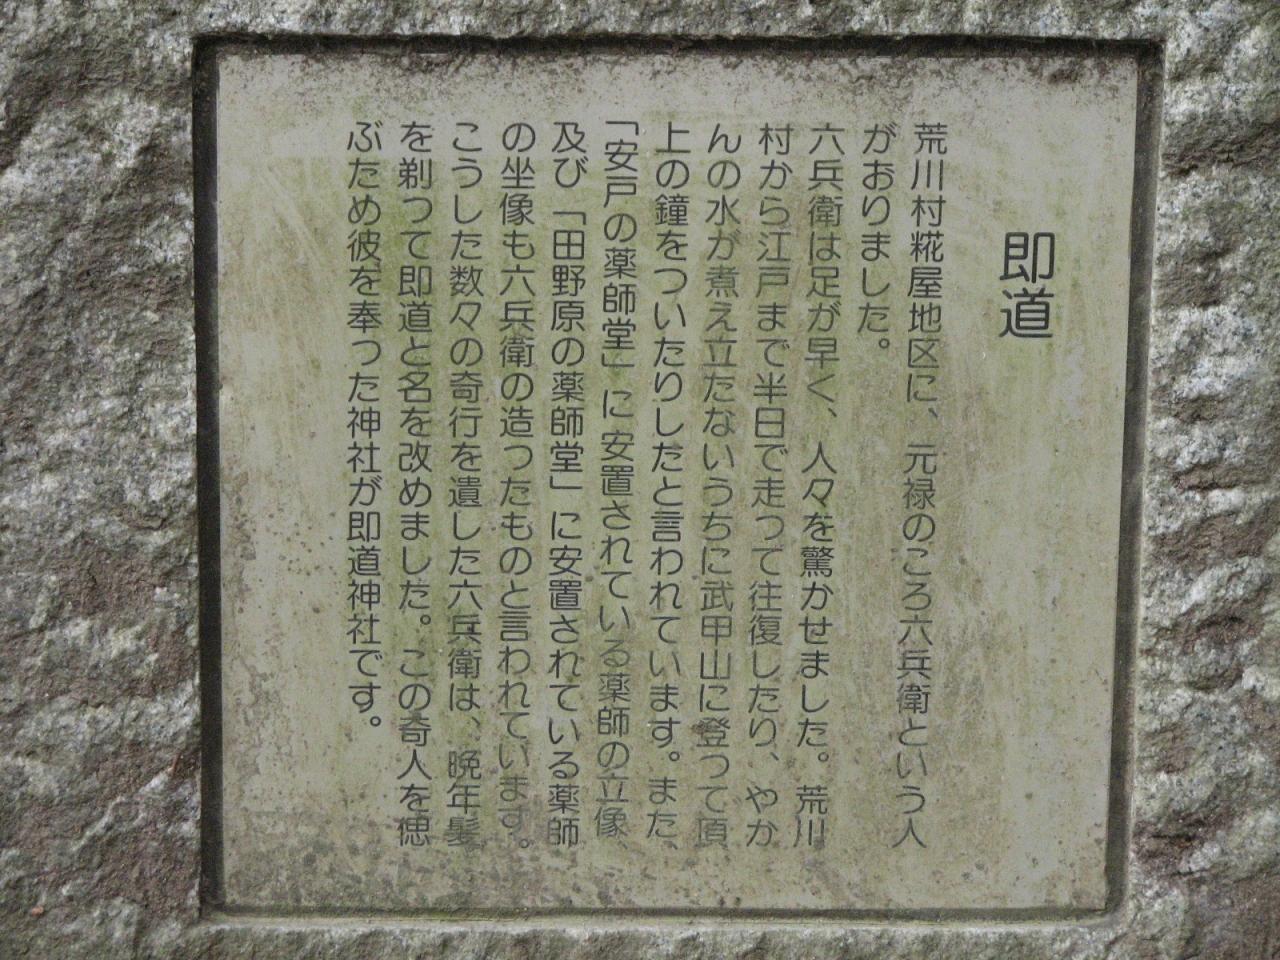 即道
荒川村糀屋地区に、元禄のころ六兵衛という人
がおりました。
六兵衛は足が早く、人々を驚かせました。荒川
村から江戸まで半日で走って往復したり、やか
んの水が煮え立たないうちに武甲山に登って頂
上の鐘をついたりしたと言われています。また、
「安戸の薬師堂」に安置されている薬師の立像、
及び「田野原の薬師堂」に安置されている薬師
の坐像も六兵衛の造ったものと言われています。
こうした数々の奇行を遺した六兵衛は、晩年髪
を剃って即道と名を改めました。この奇人を偲
ぶため彼を奉った神社が即道神社です。